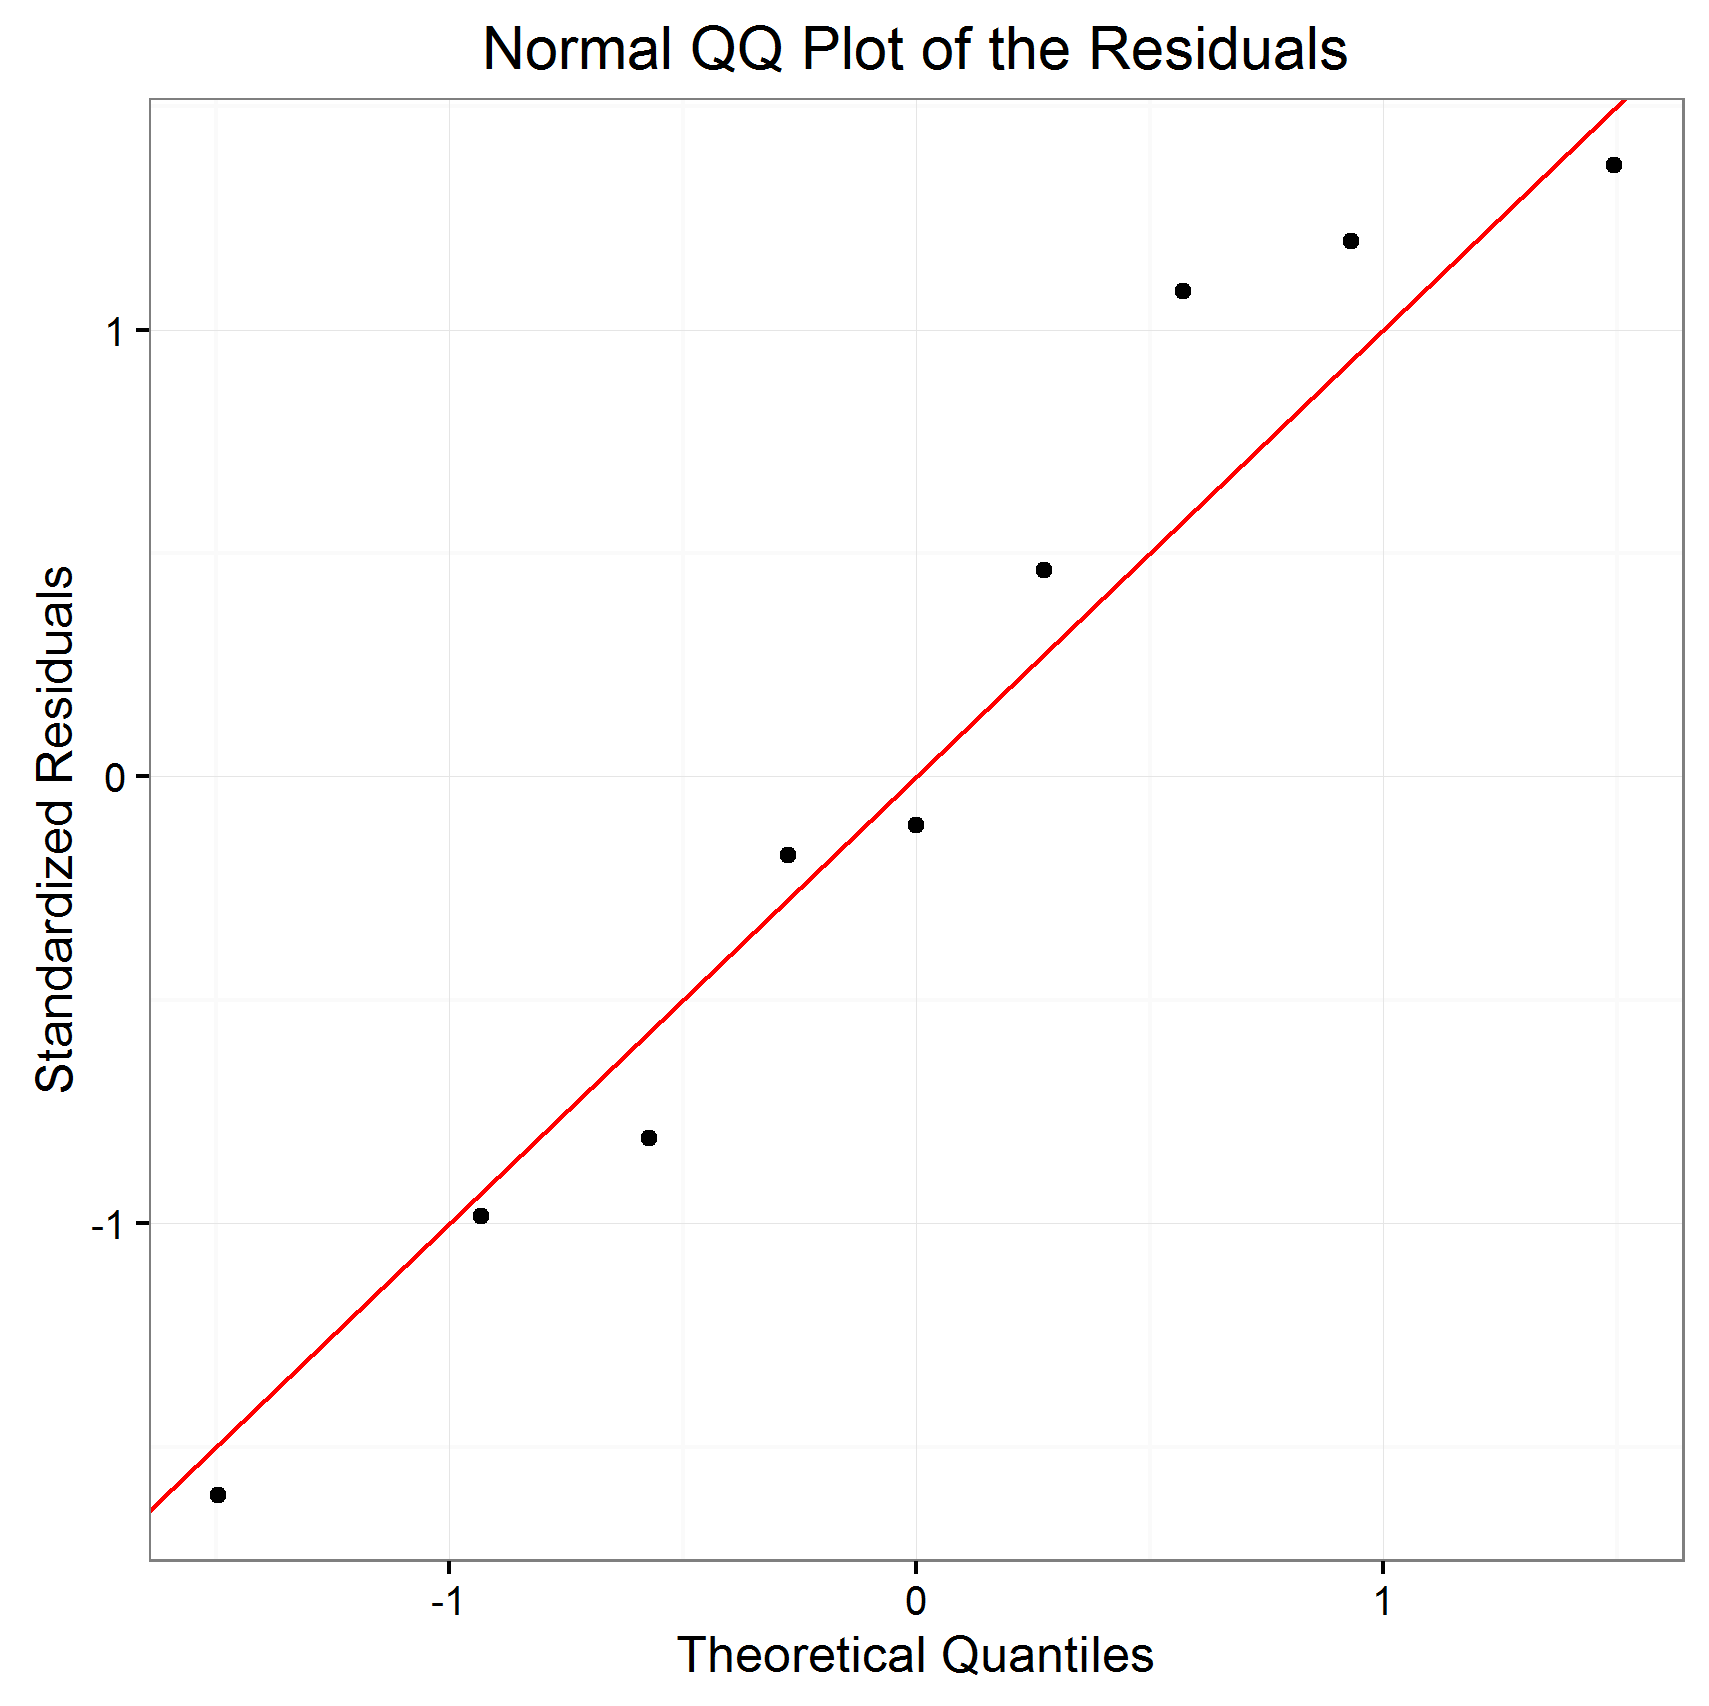 Normal QQ Plot of the Residuals
Standardized Residuals
1
0
-1
-1
0
1
Theoretical Quantiles